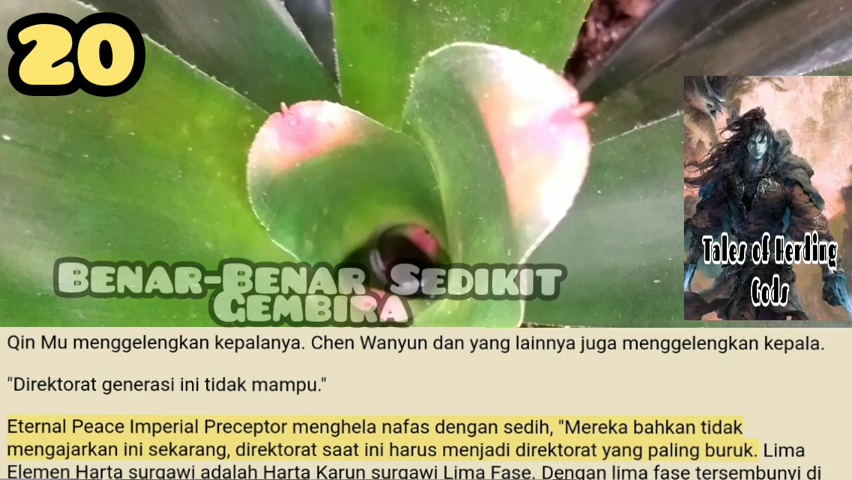 20
Tales of Herding
Gods
BENAR-BENAR SEDIKIT
GEMBIRA
Qin Mu menggelengkan kepalanya. Chen Wanyun dan yang lainnya juga menggelengkan kepala.
"Direktorat generasi ini tidak mampu."
Eternal Peace Imperial Preceptor menghela nafas dengan sedih, "Mereka bahkan tidak
mengajarkan ini sekarang, direktorat saat ini harus menjadi direktorat yang paling buruk. Lima
Elemen Harta surgawi adalah Harta Karun surgawi Lima Fase. Dengan lima fase tersembunyi di